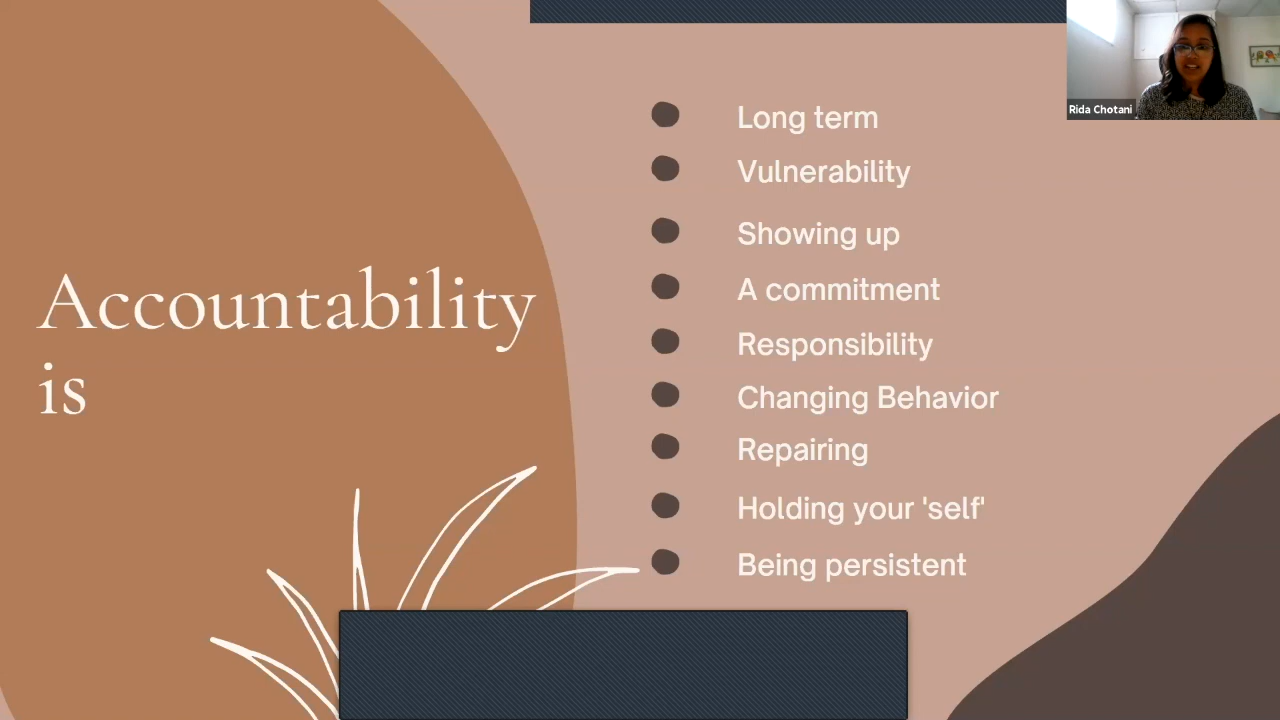 Accountability
is
Long term
Vulnerability
Showing up
A commitment
Responsibility
Changing Behavior
Repairing
Holding your 'self'
Being persistent
Rida Chotani